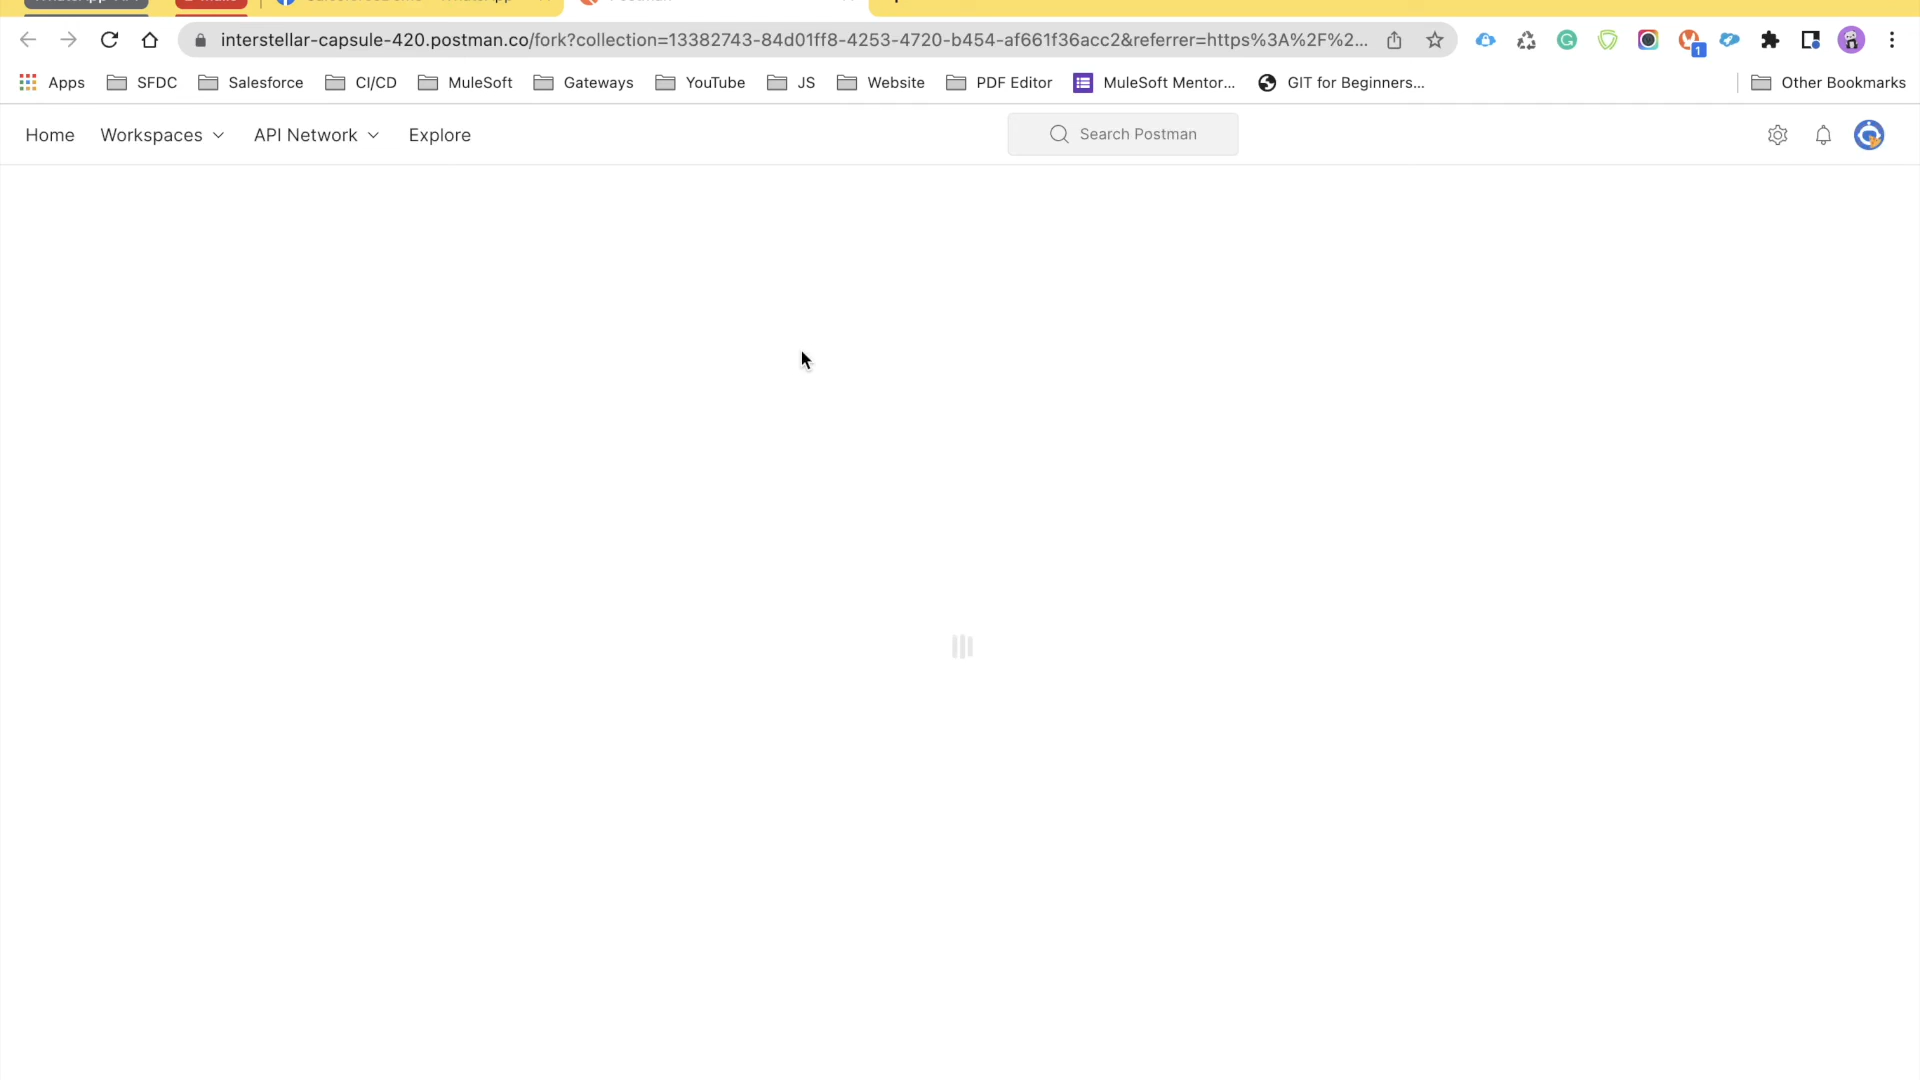 interstellar-capsule-420.postman.co/fork?collection=13382743-84d01ff8-4253-4720-b454-af661f36acc2&referrer=https%3A%2F%2...
1
Apps SFDC Salesforce CI/CD MuleSoft Gateways YouTube JS Website PDF Editor MuleSoft Mentor... GIT for Beginners... Other Bookmarks
Home Workspaces API Network Explore Search Postman